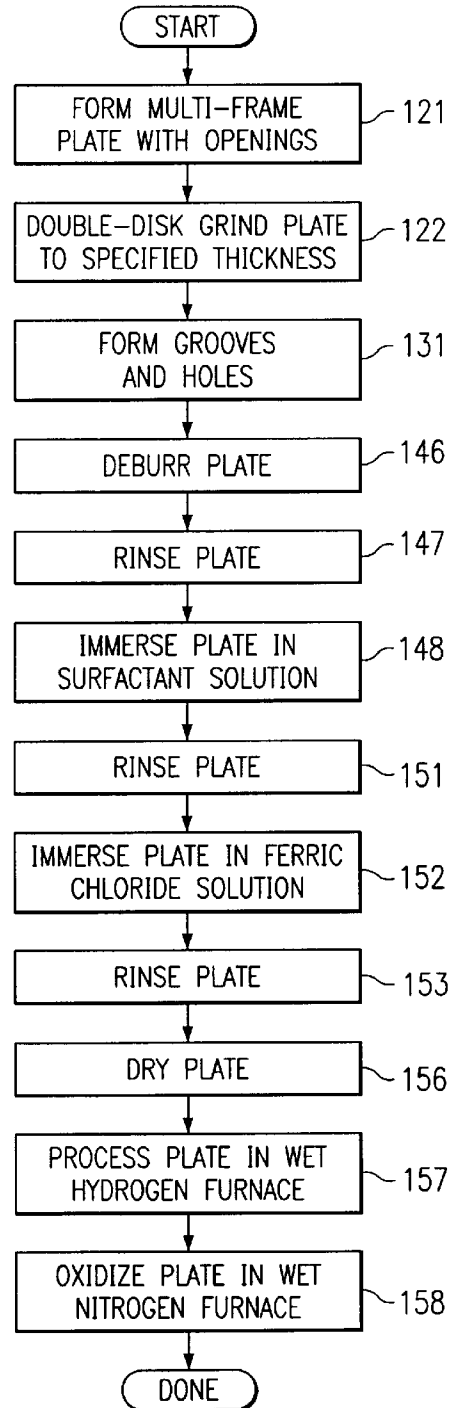 START
FORM MULTI-FRAME
PLATE WITH OPENINGS
121
DOUBLE-DISK GRIND PLATE
TO SPECIFIED THICKNESS
122
FORM GROOVES
AND HOLES
131
DEBURR PLATE
146
RINSE PLATE
147
IMMERSE PLATE IN
SURFACTANT SOLUTION
148
RINSE PLATE
151
IMMERSE PLATE IN FERRIC
CHLORIDE SOLUTION
152
RINSE PLATE
153
DRY PLATE
156
PROCESS PLATE IN WET
HYDROGEN FURNACE
157
OXIDIZE PLATE IN WET
NITROGEN FURNACE
158
DONE